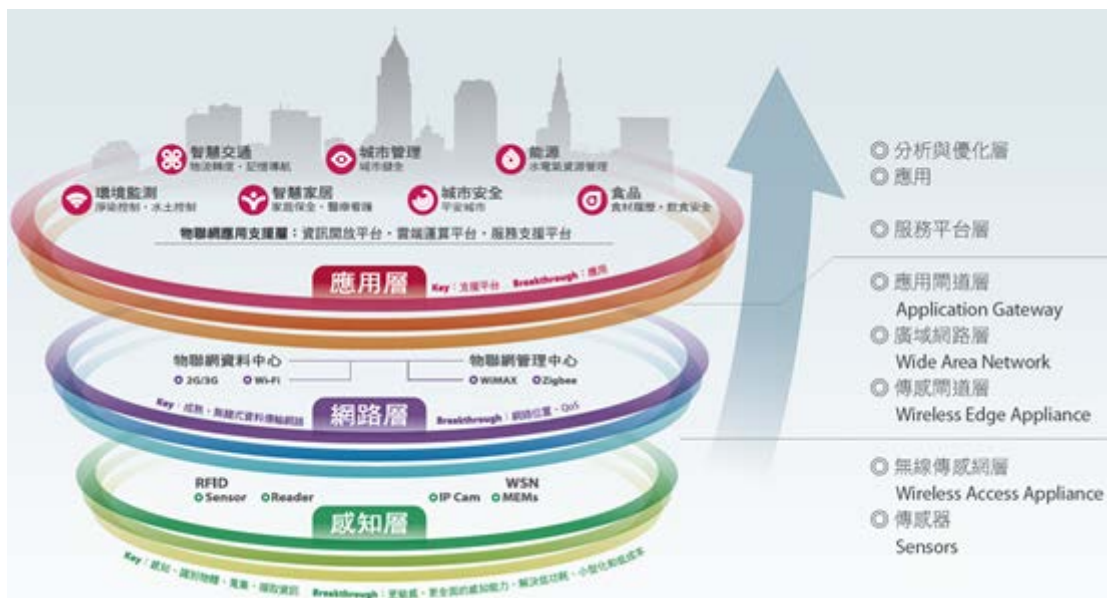 智慧交通
城市管理
能源
城市健全
水電氣資源管理
環境監測
智慧家居
城市安全
食品
淨染控制・水土控制
家庭保全・醫療看護
平安城市
食材履歷・飲食安全
物聯網應用支援層：資訊開放平台・雲端運算平台・服務支援平台
應用層
Key：支援平台 Breakthrough：應用
物聯網資料中心
物聯網管理中心
2G/3G
Wi-Fi
WiMAX
Zigbee
網路層
Breakthrough：網路位置、QoS
RFID
WSN
Sensor
Reader
IP Cam
MEMs
感知層
◎ 分析與優化層
◎ 應用
◎ 服務平台層
◎ 應用閘道層
Application Gateway
◎ 廣域網路層
Wide Area Network
◎ 傳感閘道層
Wireless Edge Appliance
◎ 無線傳感網層
Wireless Access Appliance
◎ 傳感器
Sensors